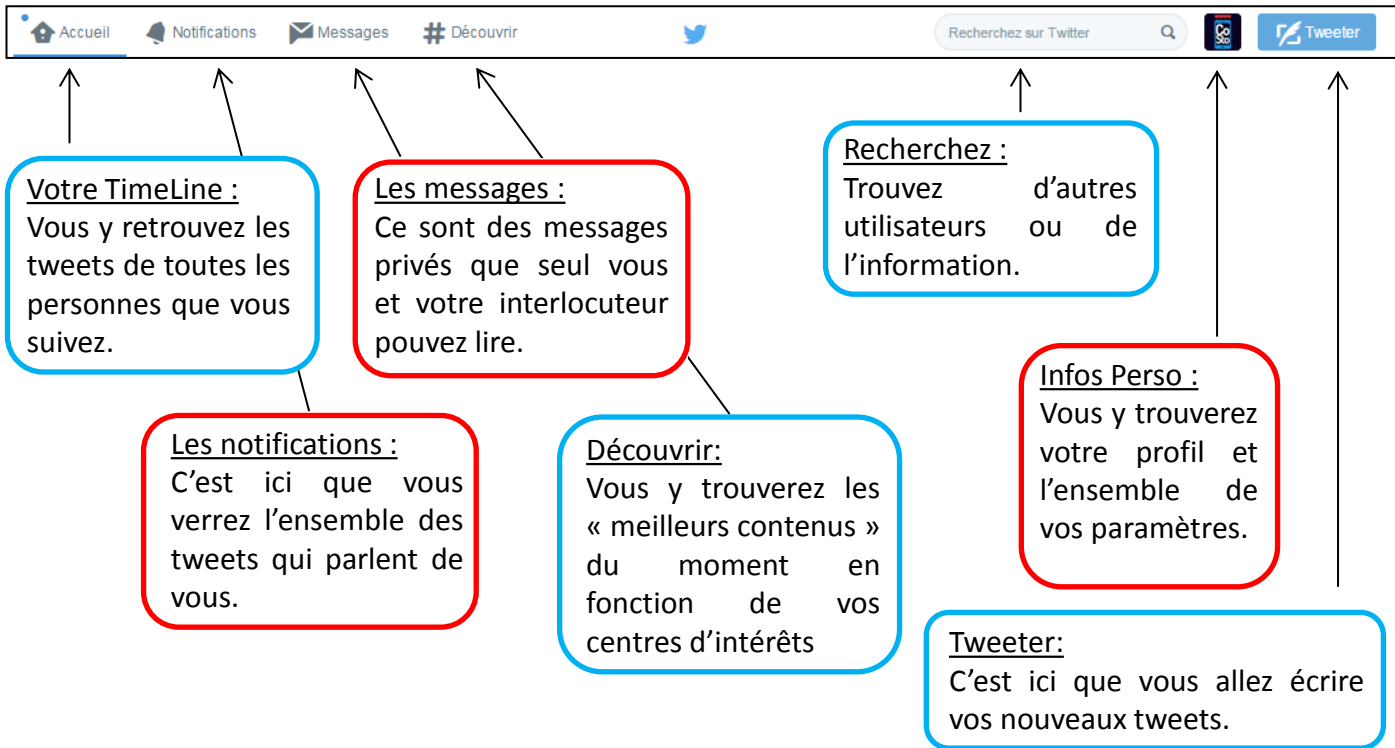 Accueil Notifications Messages # Découvrir Recherchez sur Twitter CoSto Tweeter
Votre TimeLine :
Vous y retrouvez les
tweets de toutes les
personnes que vous
suivez.
Les messages :
Ce sont des messages
privés que seul vous
et votre interlocuteur
pouvez lire.
Recherchez :
Trouvez d’autres
utilisateurs ou de
l’information.
Les notifications :
C’est ici que vous
verrez l’ensemble des
tweets qui parlent de
vous.
Découvrir:
Vous y trouverez les
« meilleurs contenus »
du moment en
fonction de vos
centres d’intérêts
Infos Perso :
Vous y trouverez
votre profil et
l’ensemble de
vos paramètres.
Tweeter:
C’est ici que vous allez écrire
vos nouveaux tweets.